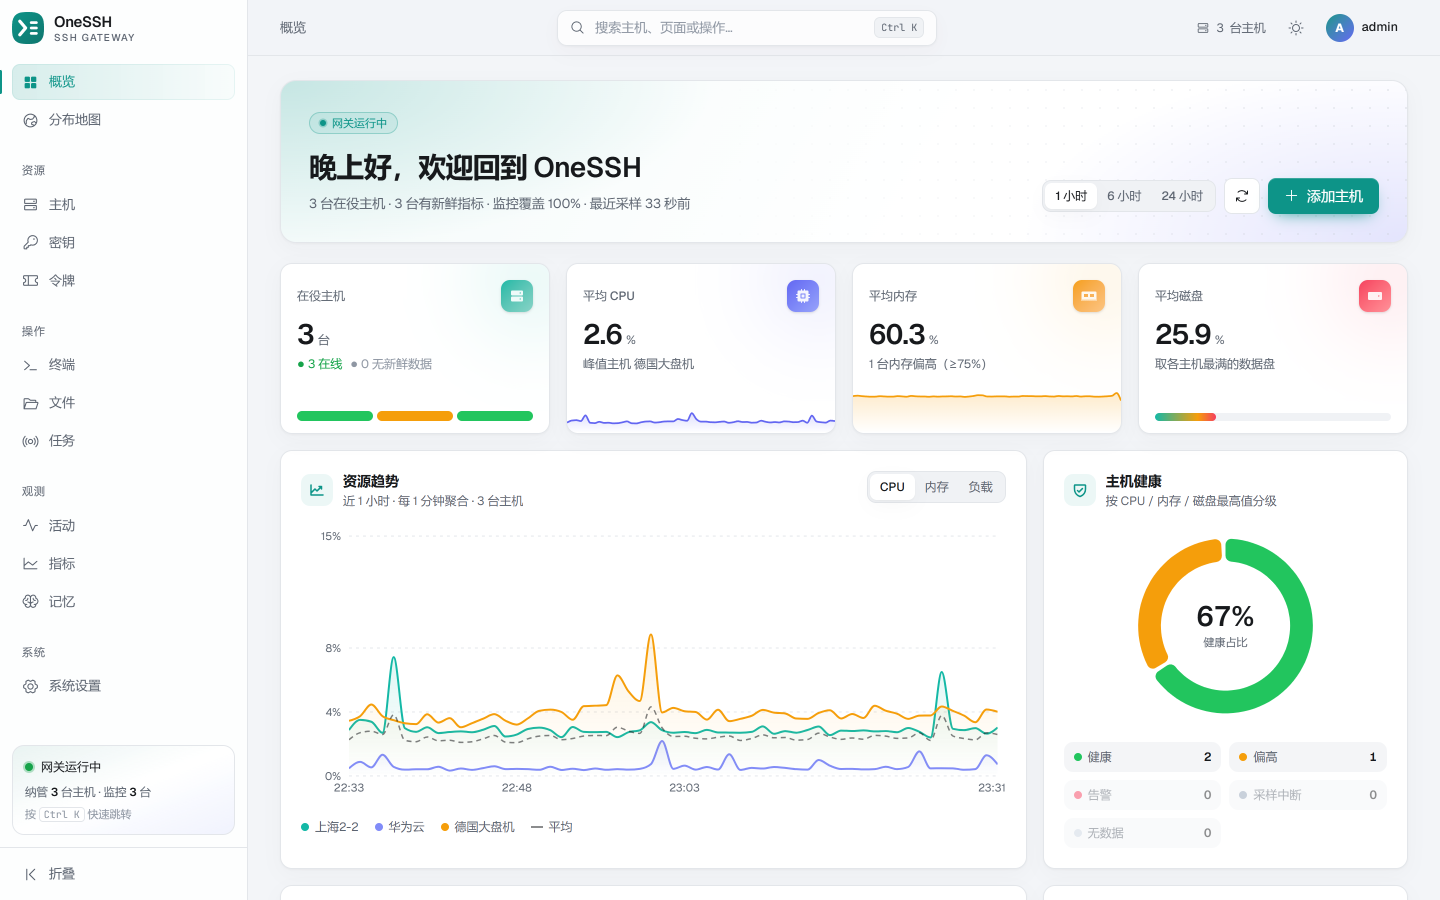 OneSSH
SSH GATEWAY
概览
分布地图
资源
主机
密钥
令牌
操作
终端
文件
任务
观测
活动
指标
记忆
系统
系统设置
网关运行中
纳管 3 台主机 · 监控 3 台
按 Ctrl K 快速跳转
折叠
概览
搜索主机、页面或操作...
Ctrl K
3 台主机
A
admin
网关运行中
晚上好，欢迎回到 OneSSH
3 台在役主机 · 3 台有新鲜指标 · 监控覆盖 100% · 最近采样 33 秒前
1 小时 6 小时 24 小时
添加主机
在役主机
3 台
3 在线 0 无新鲜数据
平均 CPU
2.6 %
峰值主机 德国大盘机
平均内存
60.3 %
1 台内存偏高（≥75%）
平均磁盘
25.9 %
取各主机最满的数据盘
资源趋势
近 1 小时 · 每 1 分钟聚合 · 3 台主机
CPU 内存 负载
15%
8%
4%
0%
22:33 22:48 23:03 23:31
上海2-2 华为云 德国大盘机 平均
主机健康
按 CPU / 内存 / 磁盘最高值分级
67%
健康占比
健康 2
偏高 1
告警 0
采样中断 0
无数据 0